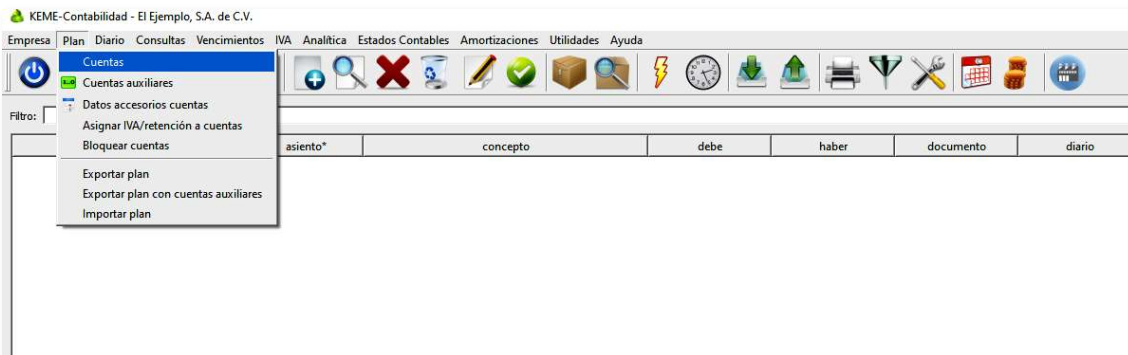 KEME-Contabilidad - El Ejemplo, S.A. de C.V.
Empresa Plan Diario Consultas Vencimientos IVA Analítica Estados Contables Amortizaciones Utilidades Ayuda
Cuentas
Cuentas auxiliares
Datos accesorios cuentas
Asignar IVA/retención a cuentas
Bloquear cuentas
Exportar plan
Exportar plan con cuentas auxiliares
Importar plan
Filtro:
asiento* concepto debe haber documento diario